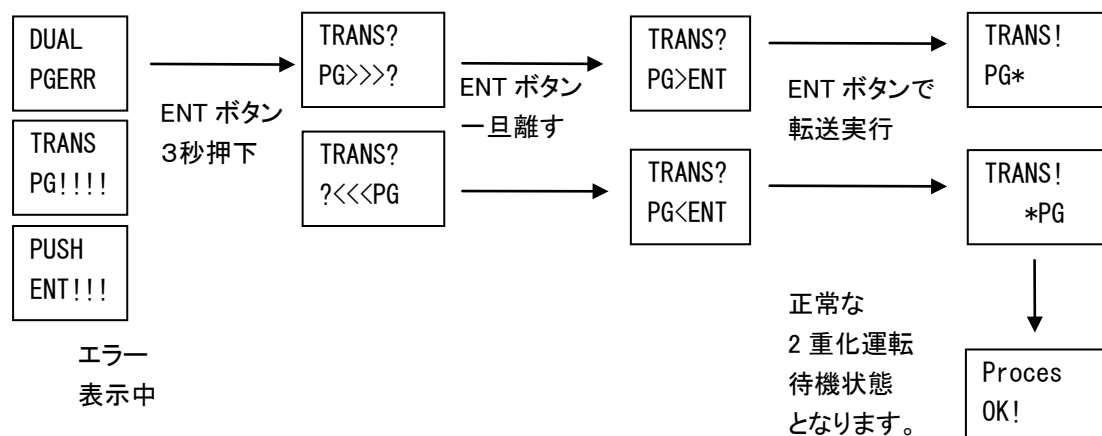 DUAL
PGERR
TRANS
PG!!!!
PUSH
ENT!!!
エラー
表示中
ENT ボタン
3秒押下
TRANS?
PG>>>?
TRANS?
?<<<PG
ENT ボタン
一旦離す
TRANS?
PG>ENT
TRANS?
PG<ENT
ENT ボタンで
転送実行
TRANS!
PG*
TRANS!
*PG
正常な
2 重化運転
待機状態
となります。
Proces
OK!